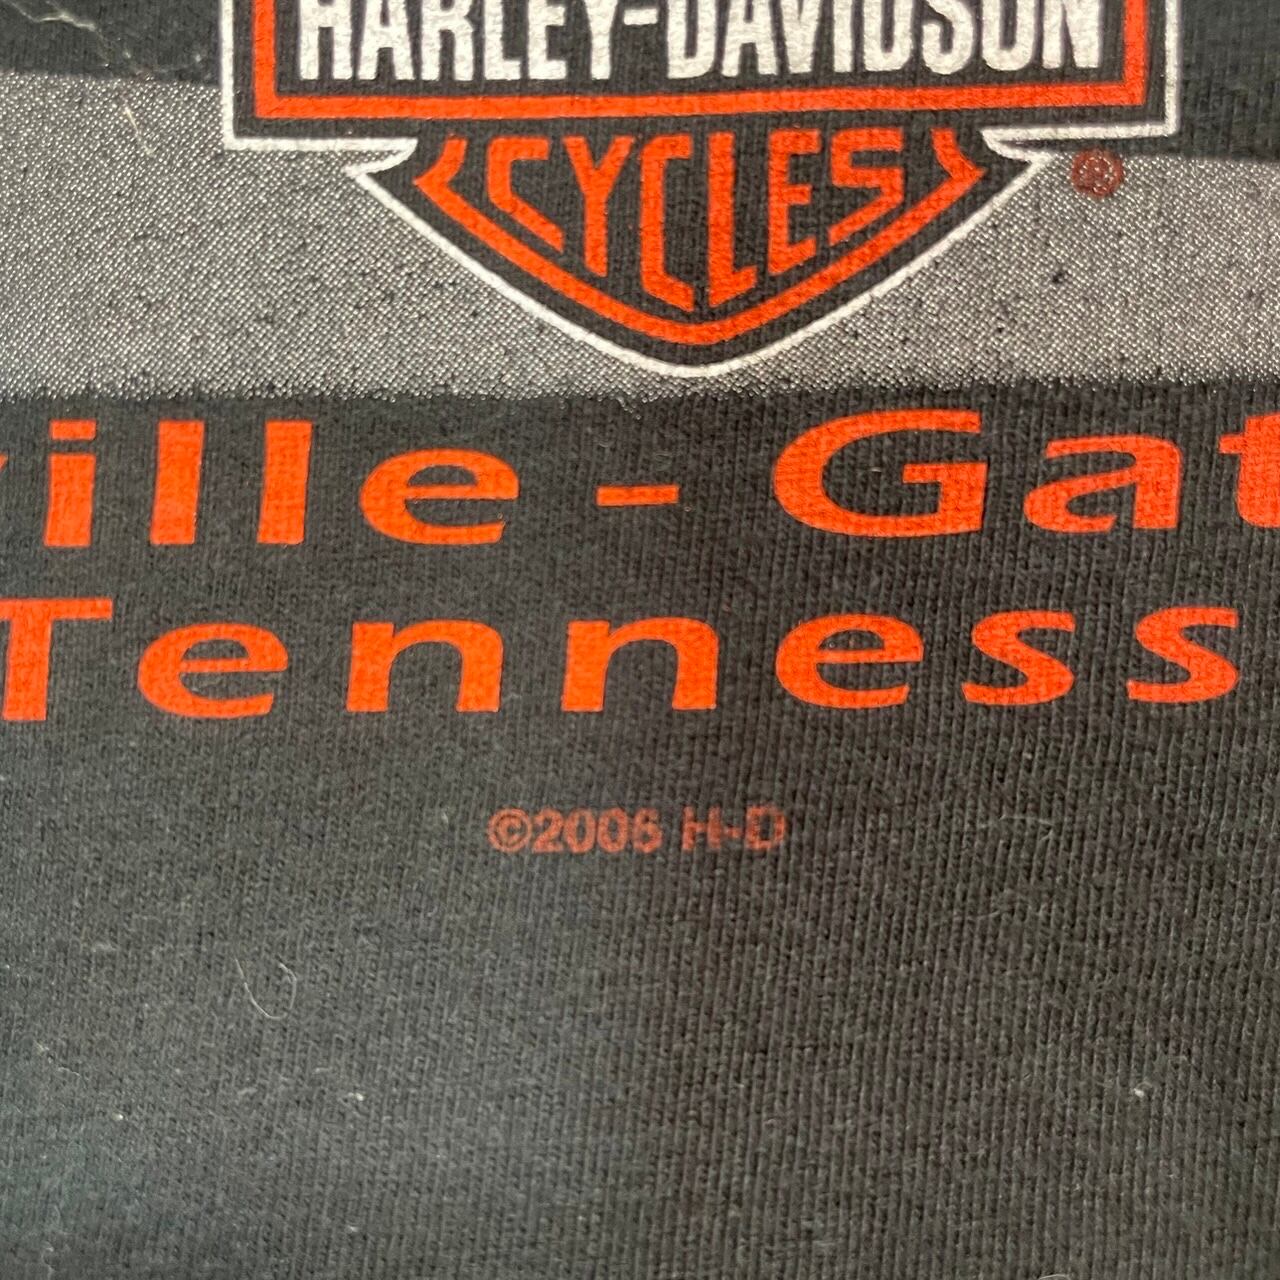 HARLEY-DAVIDSON
CYCLES
®
ville - Gat
Tenness
©2006 H-D